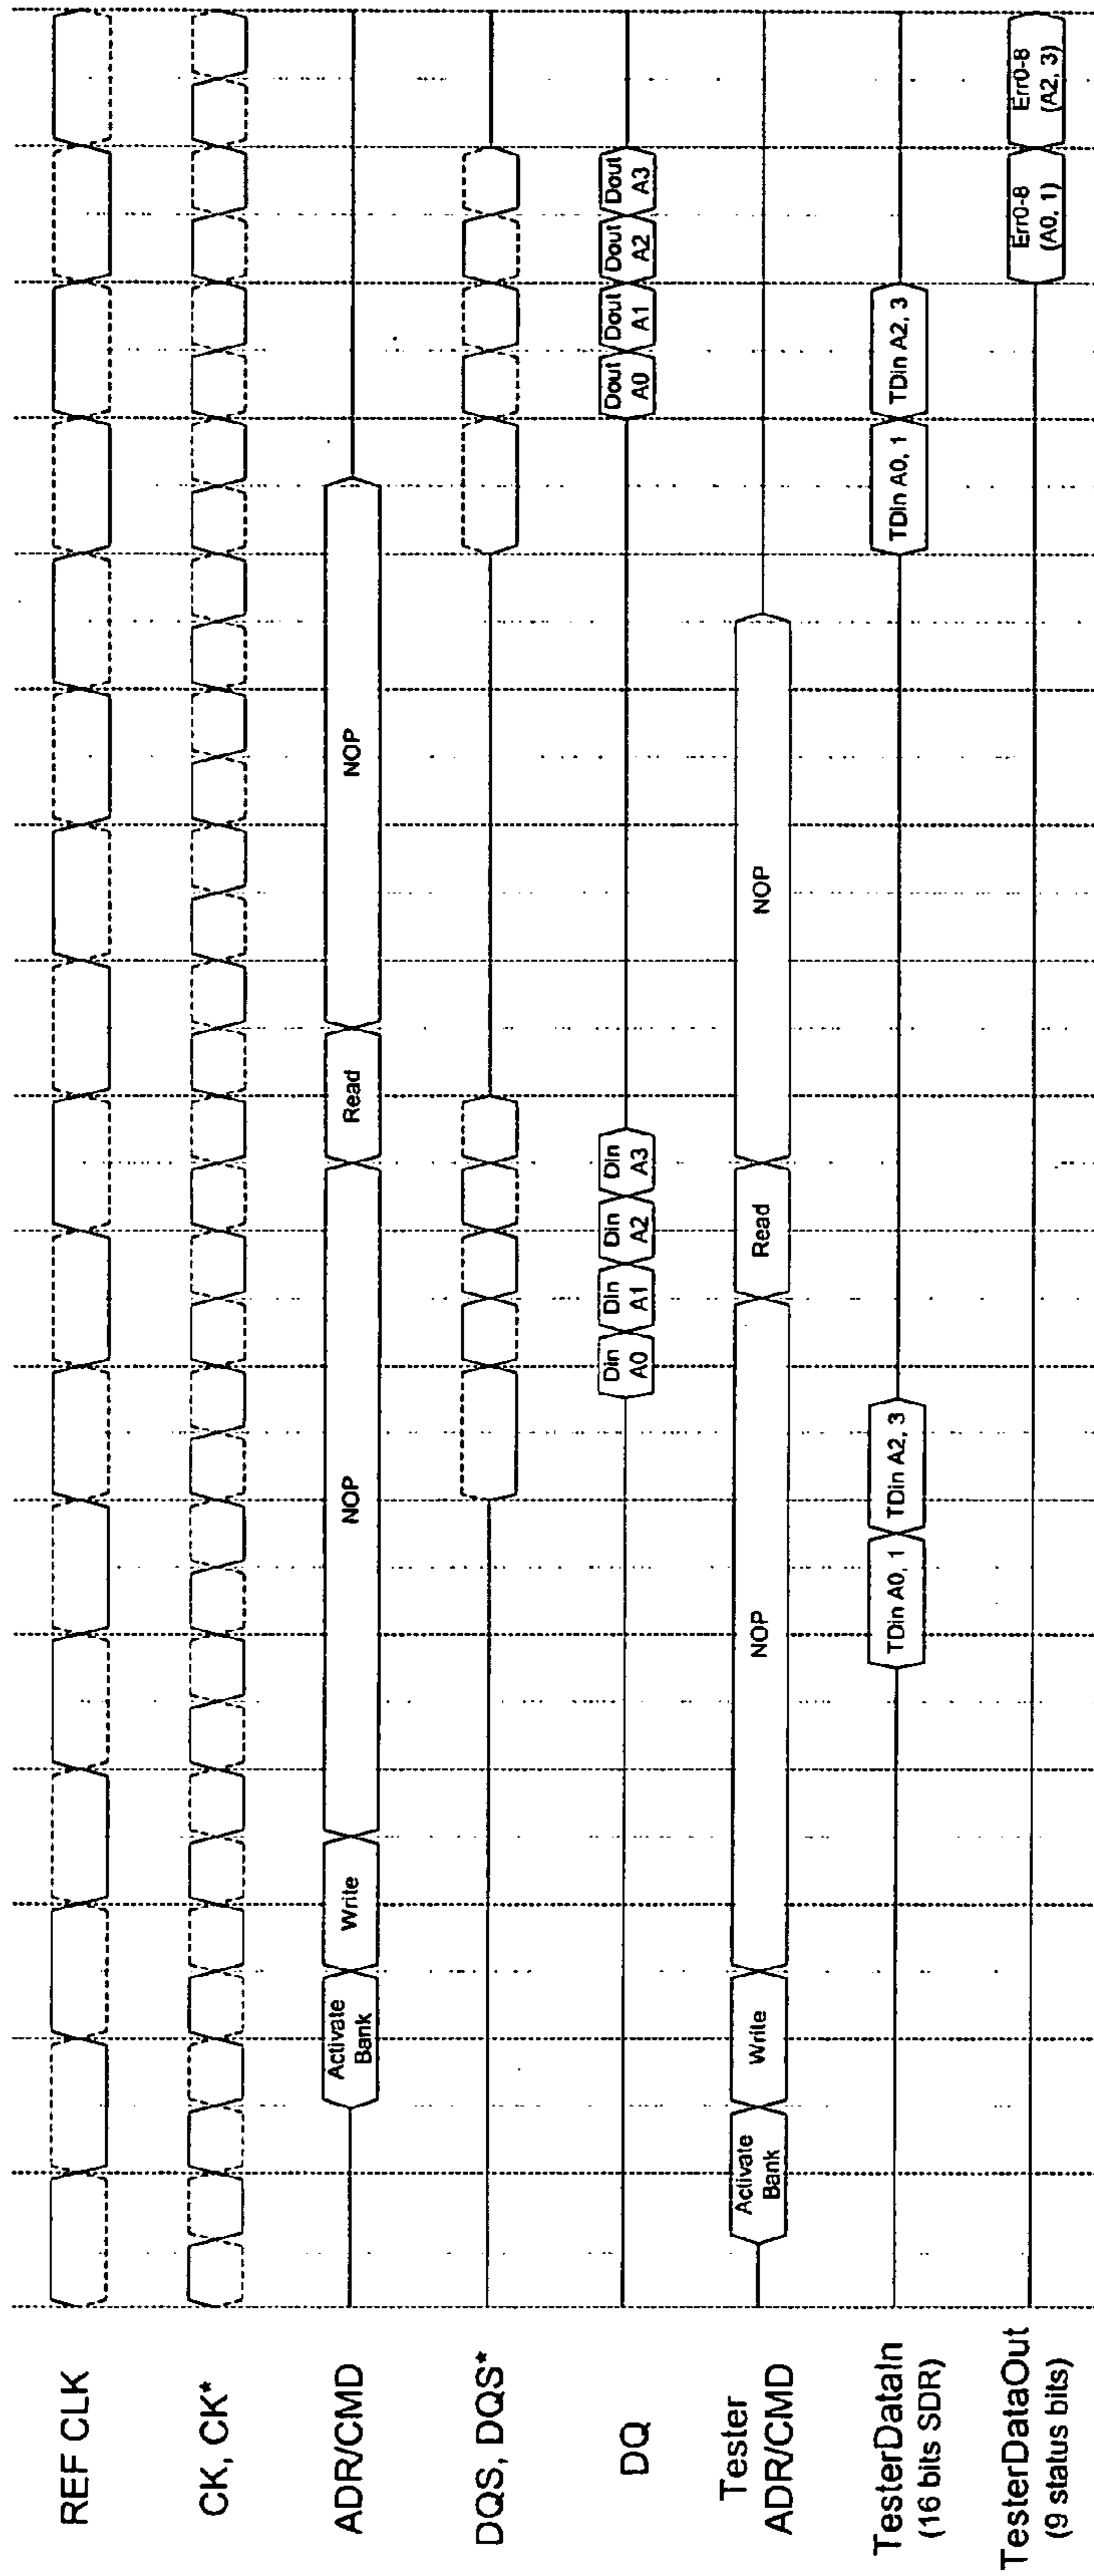 REF CLK
CK, CK*
ADR/CMD
Activate
Bank
Write
NOP
Read
NOP
DQS, DQS*
DQ
Din
A0
Din
A1
Din
A2
Din
A3
Dout
A0
Dout
A1
Dout
A2
Dout
A3
Tester
ADR/CMD
Activate
Bank
Write
NOP
Read
NOP
TesterDataIn
(16 bits SDR)
TDin A0, 1
TDin A2, 3
TDin A0, 1
TDin A2, 3
TesterDataOut
(9 status bits)
Err0-8
(A0, 1)
Err0-8
(A2, 3)